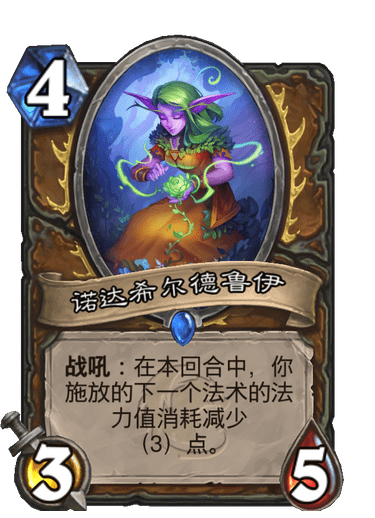 4
诺达希尔德鲁伊
战吼：在本回合中，你
施放的下一个法术的法
力值消耗减少
（3）点。
3
5